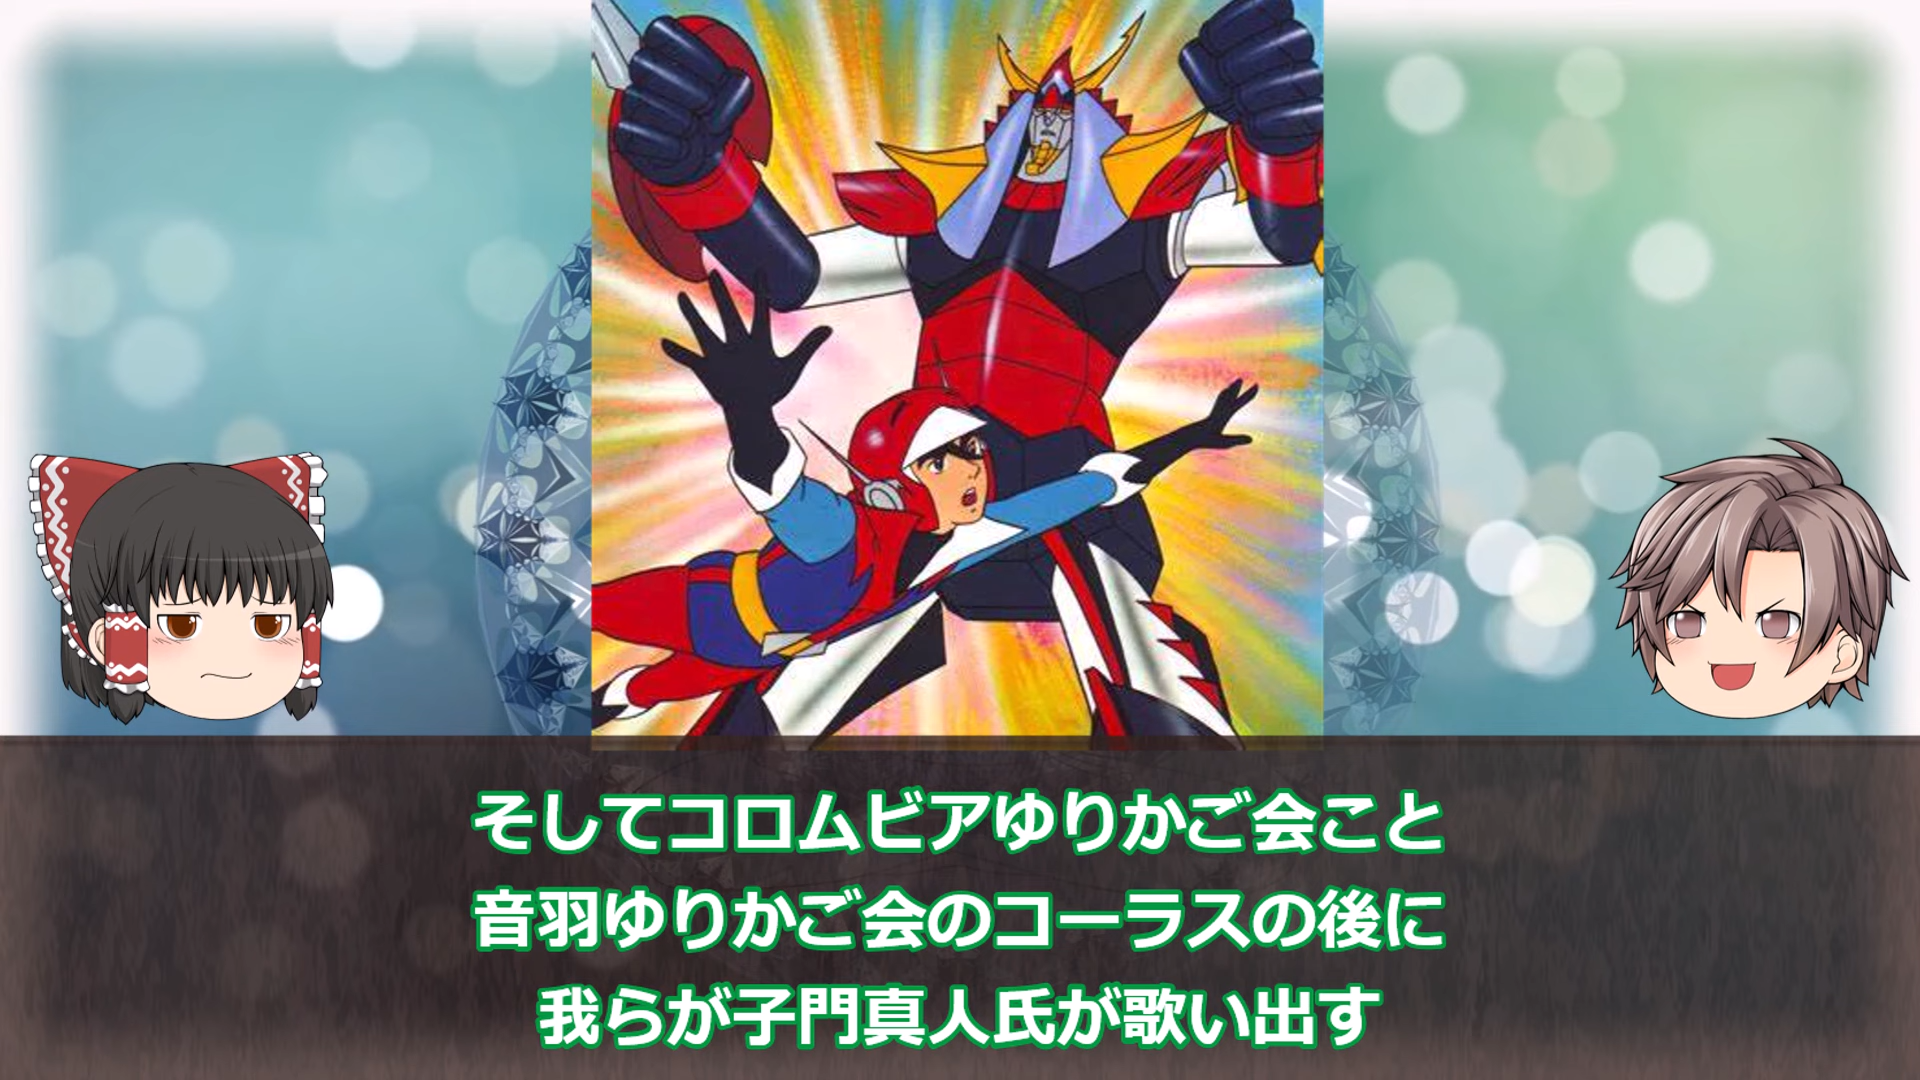 そしてコロムビアゆりかご会こと
音羽ゆりかご会のコーラスの後に
我らが子門真人氏が歌い出す